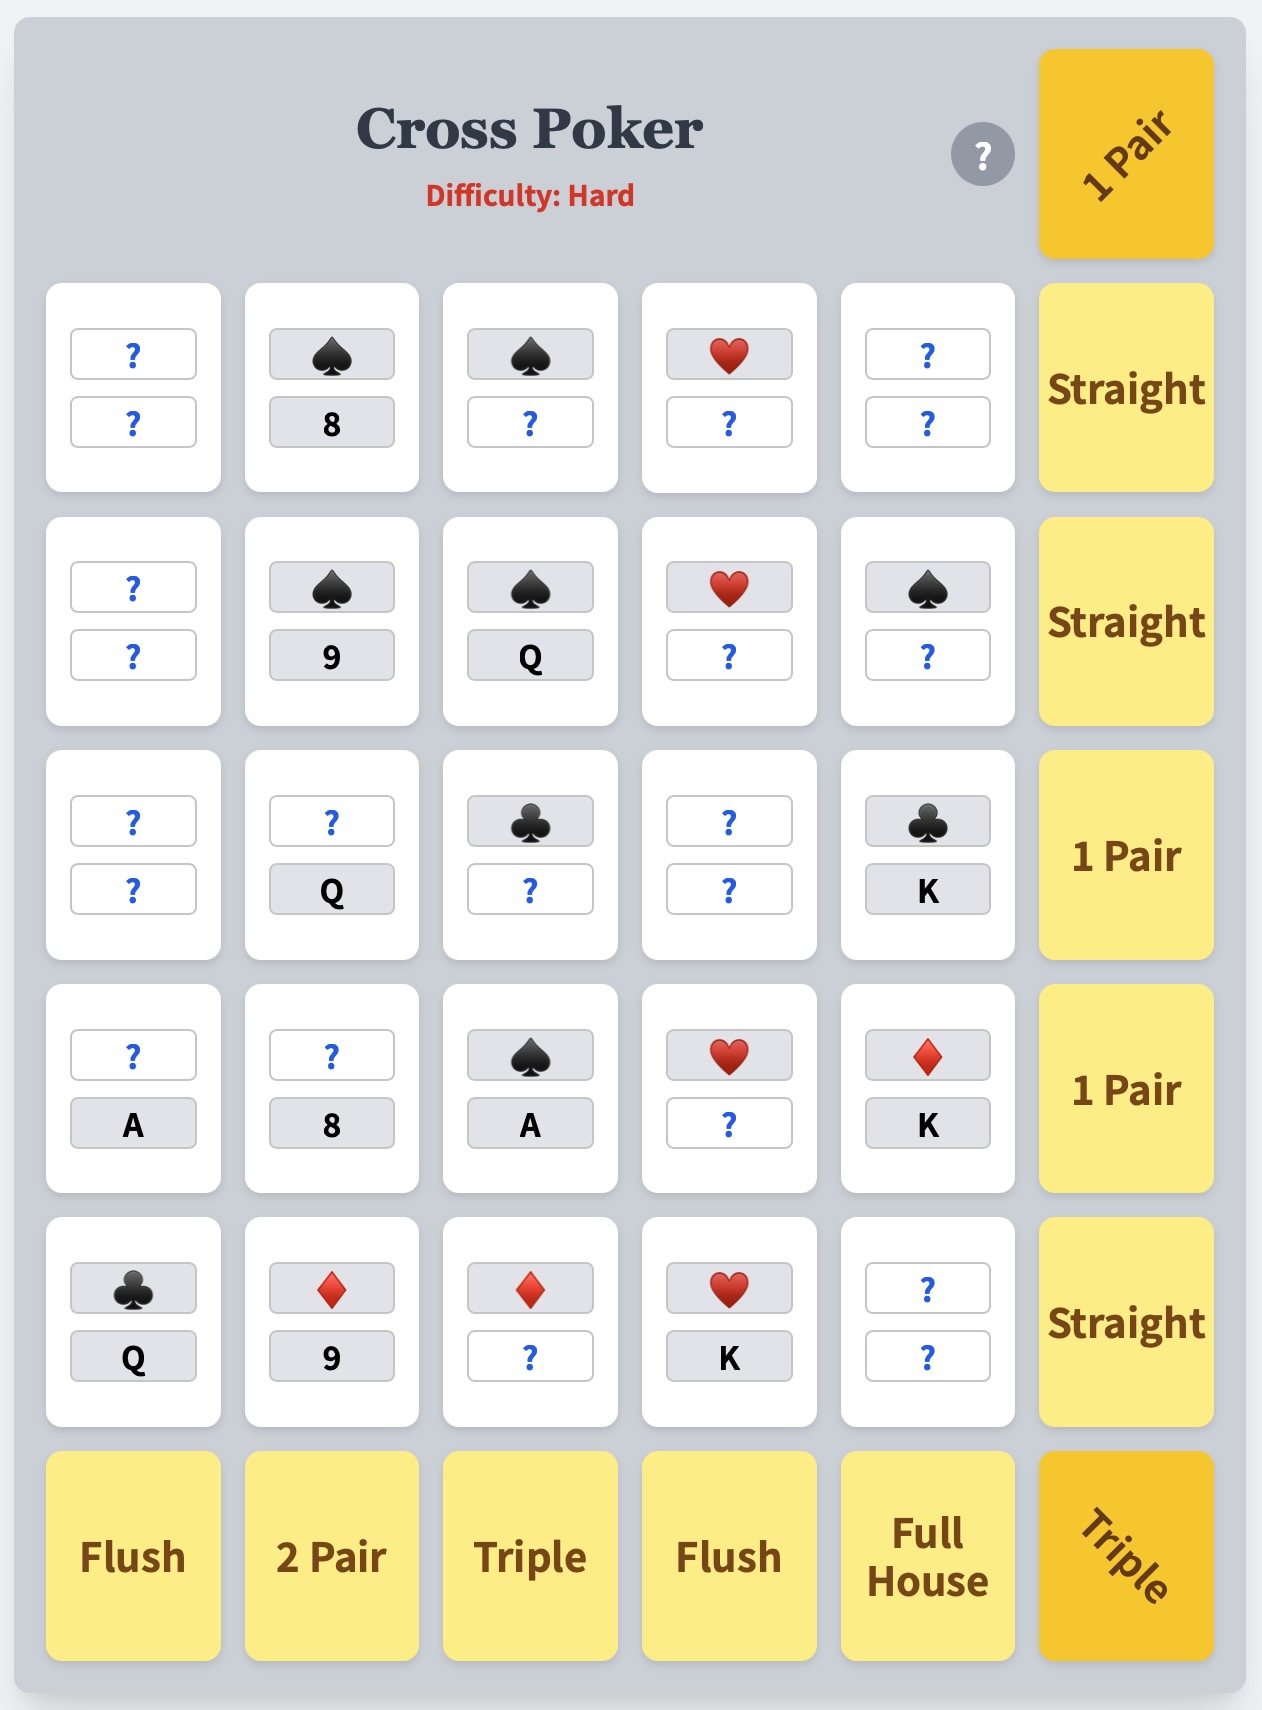 Cross Poker
Difficulty: Hard
?
1 Pair
? 8 ? ? ?
? ?
Straight
? 9 Q ? ?
?
Straight
? ? ?
? Q ? ? K
1 Pair
? ?
A 8 A ? K
1 Pair
?
Q 9 ? K ?
Straight
Flush
2 Pair
Triple
Flush
Full
House
Triple